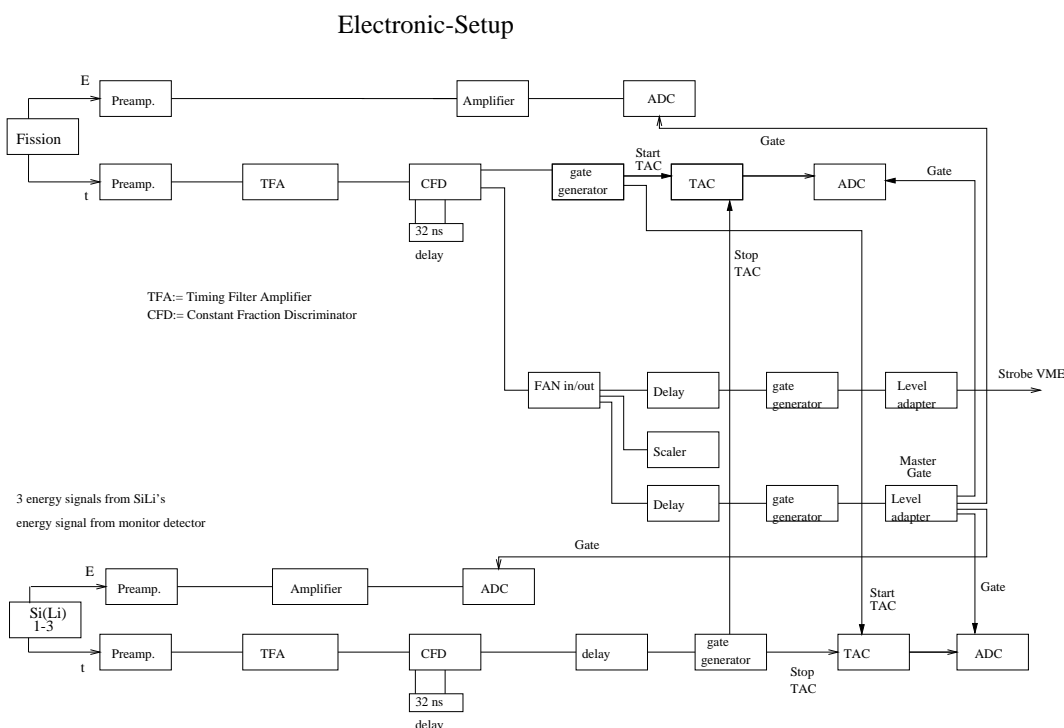 Electronic-Setup
E
Preamp.
Amplifier
ADC
Fission
Gate
t
Preamp.
TFA
CFD
gate
generator
Start
TAC
TAC
ADC
Gate
32 ns
delay
Stop
TAC
TFA:= Timing Filter Amplifier
CFD:= Constant Fraction Discriminator
FAN in/out
Delay
gate
generator
Level
adapter
Strobe VME
Scaler
Master
Gate
Delay
gate
generator
Level
adapter
3 energy signals from SiLi's
energy signal from monitor detector
Gate
E
Preamp.
Amplifier
ADC
Si(Li)
1-3
Start
TAC
Gate
t
Preamp.
TFA
CFD
delay
gate
generator
Stop
TAC
TAC
ADC
32 ns
delay